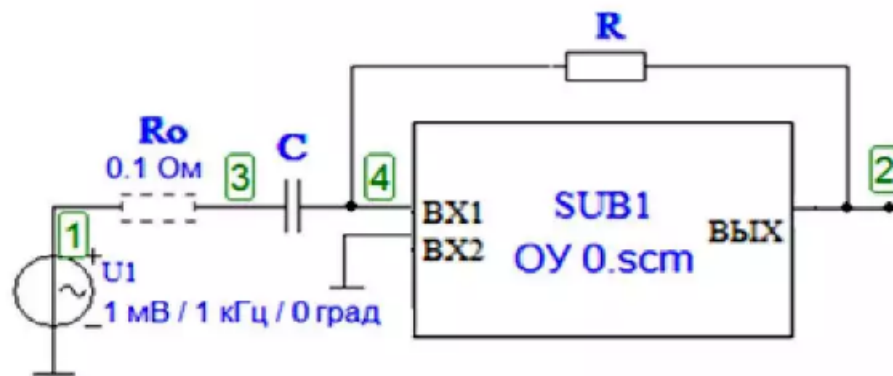 R
Ro
0.1 Ом
3
C
4
2
1
ВХ1
ВХ2
SUB1
ОУ 0.scm
ВЫХ
+
U1
~
−
1 мВ / 1 кГц / 0 град